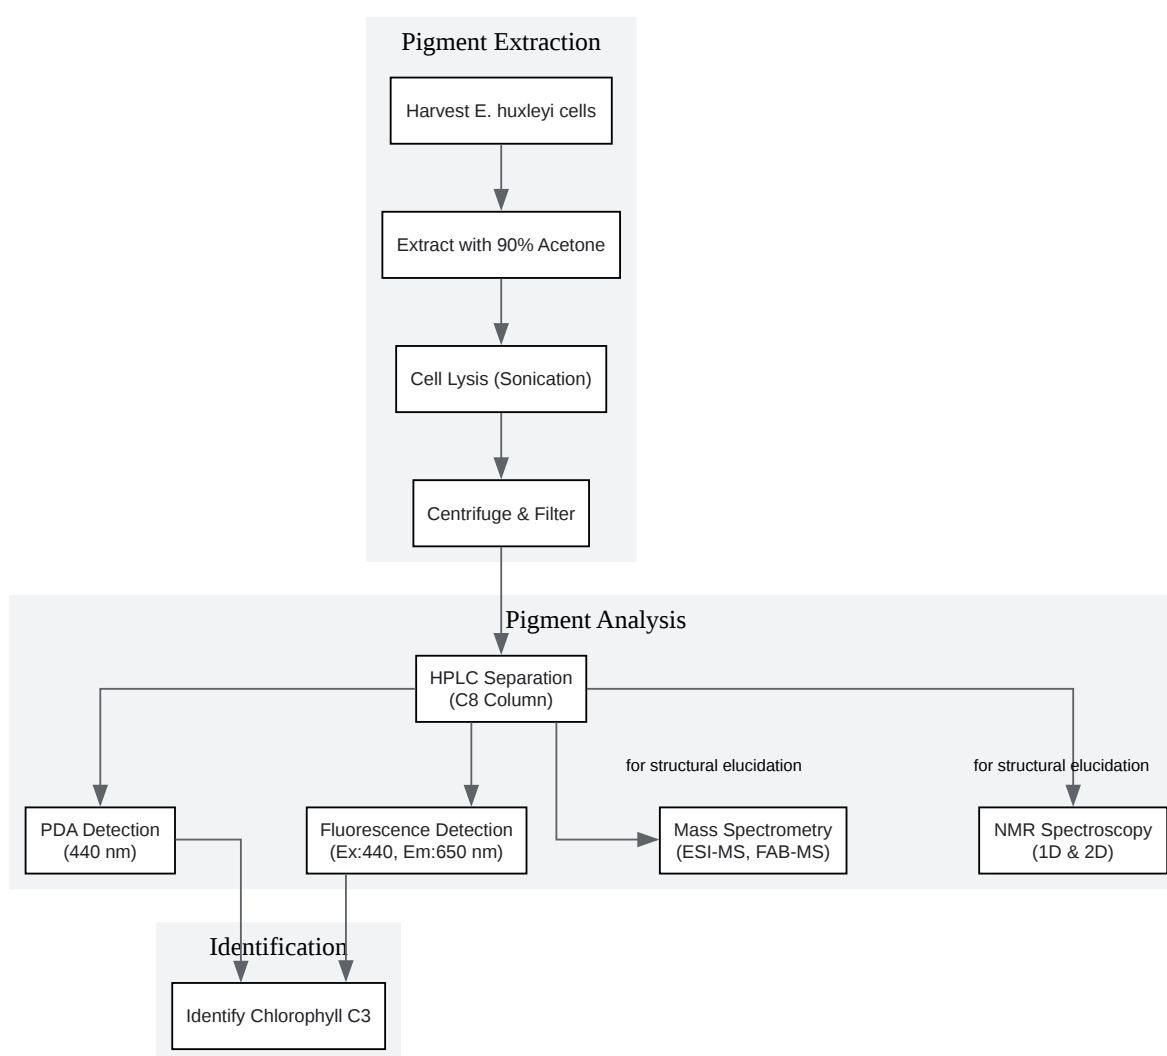 Pigment Extraction
Harvest E. huxleyi cells
Extract with 90% Acetone
Cell Lysis (Sonication)
Centrifuge & Filter
Pigment Analysis
HPLC Separation
(C8 Column)
for structural elucidation
for structural elucidation
PDA Detection
(440 nm)
Fluorescence Detection
(Ex:440, Em:650 nm)
Mass Spectrometry
(ESI-MS, FAB-MS)
NMR Spectroscopy
(1D & 2D)
Identification
Identify Chlorophyll C3